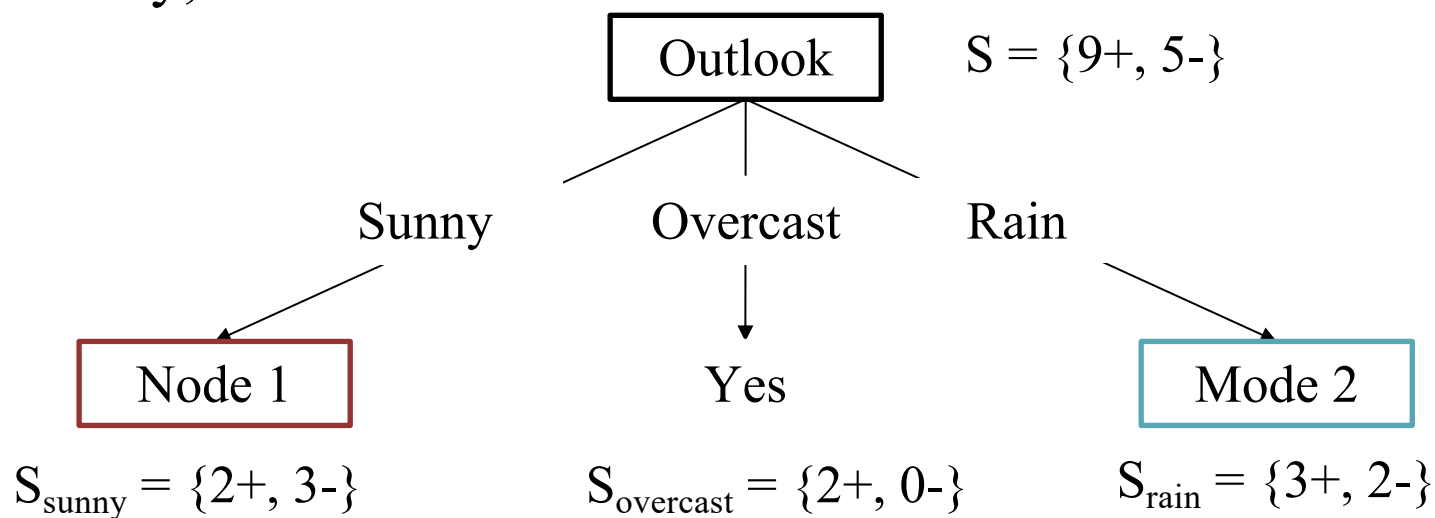 Outlook S = {9+, 5-}
Sunny Overcast Rain
Node 1 Yes Mode 2
S_sunny = {2+, 3-} S_overcast = {2+, 0-} S_rain = {3+, 2-}